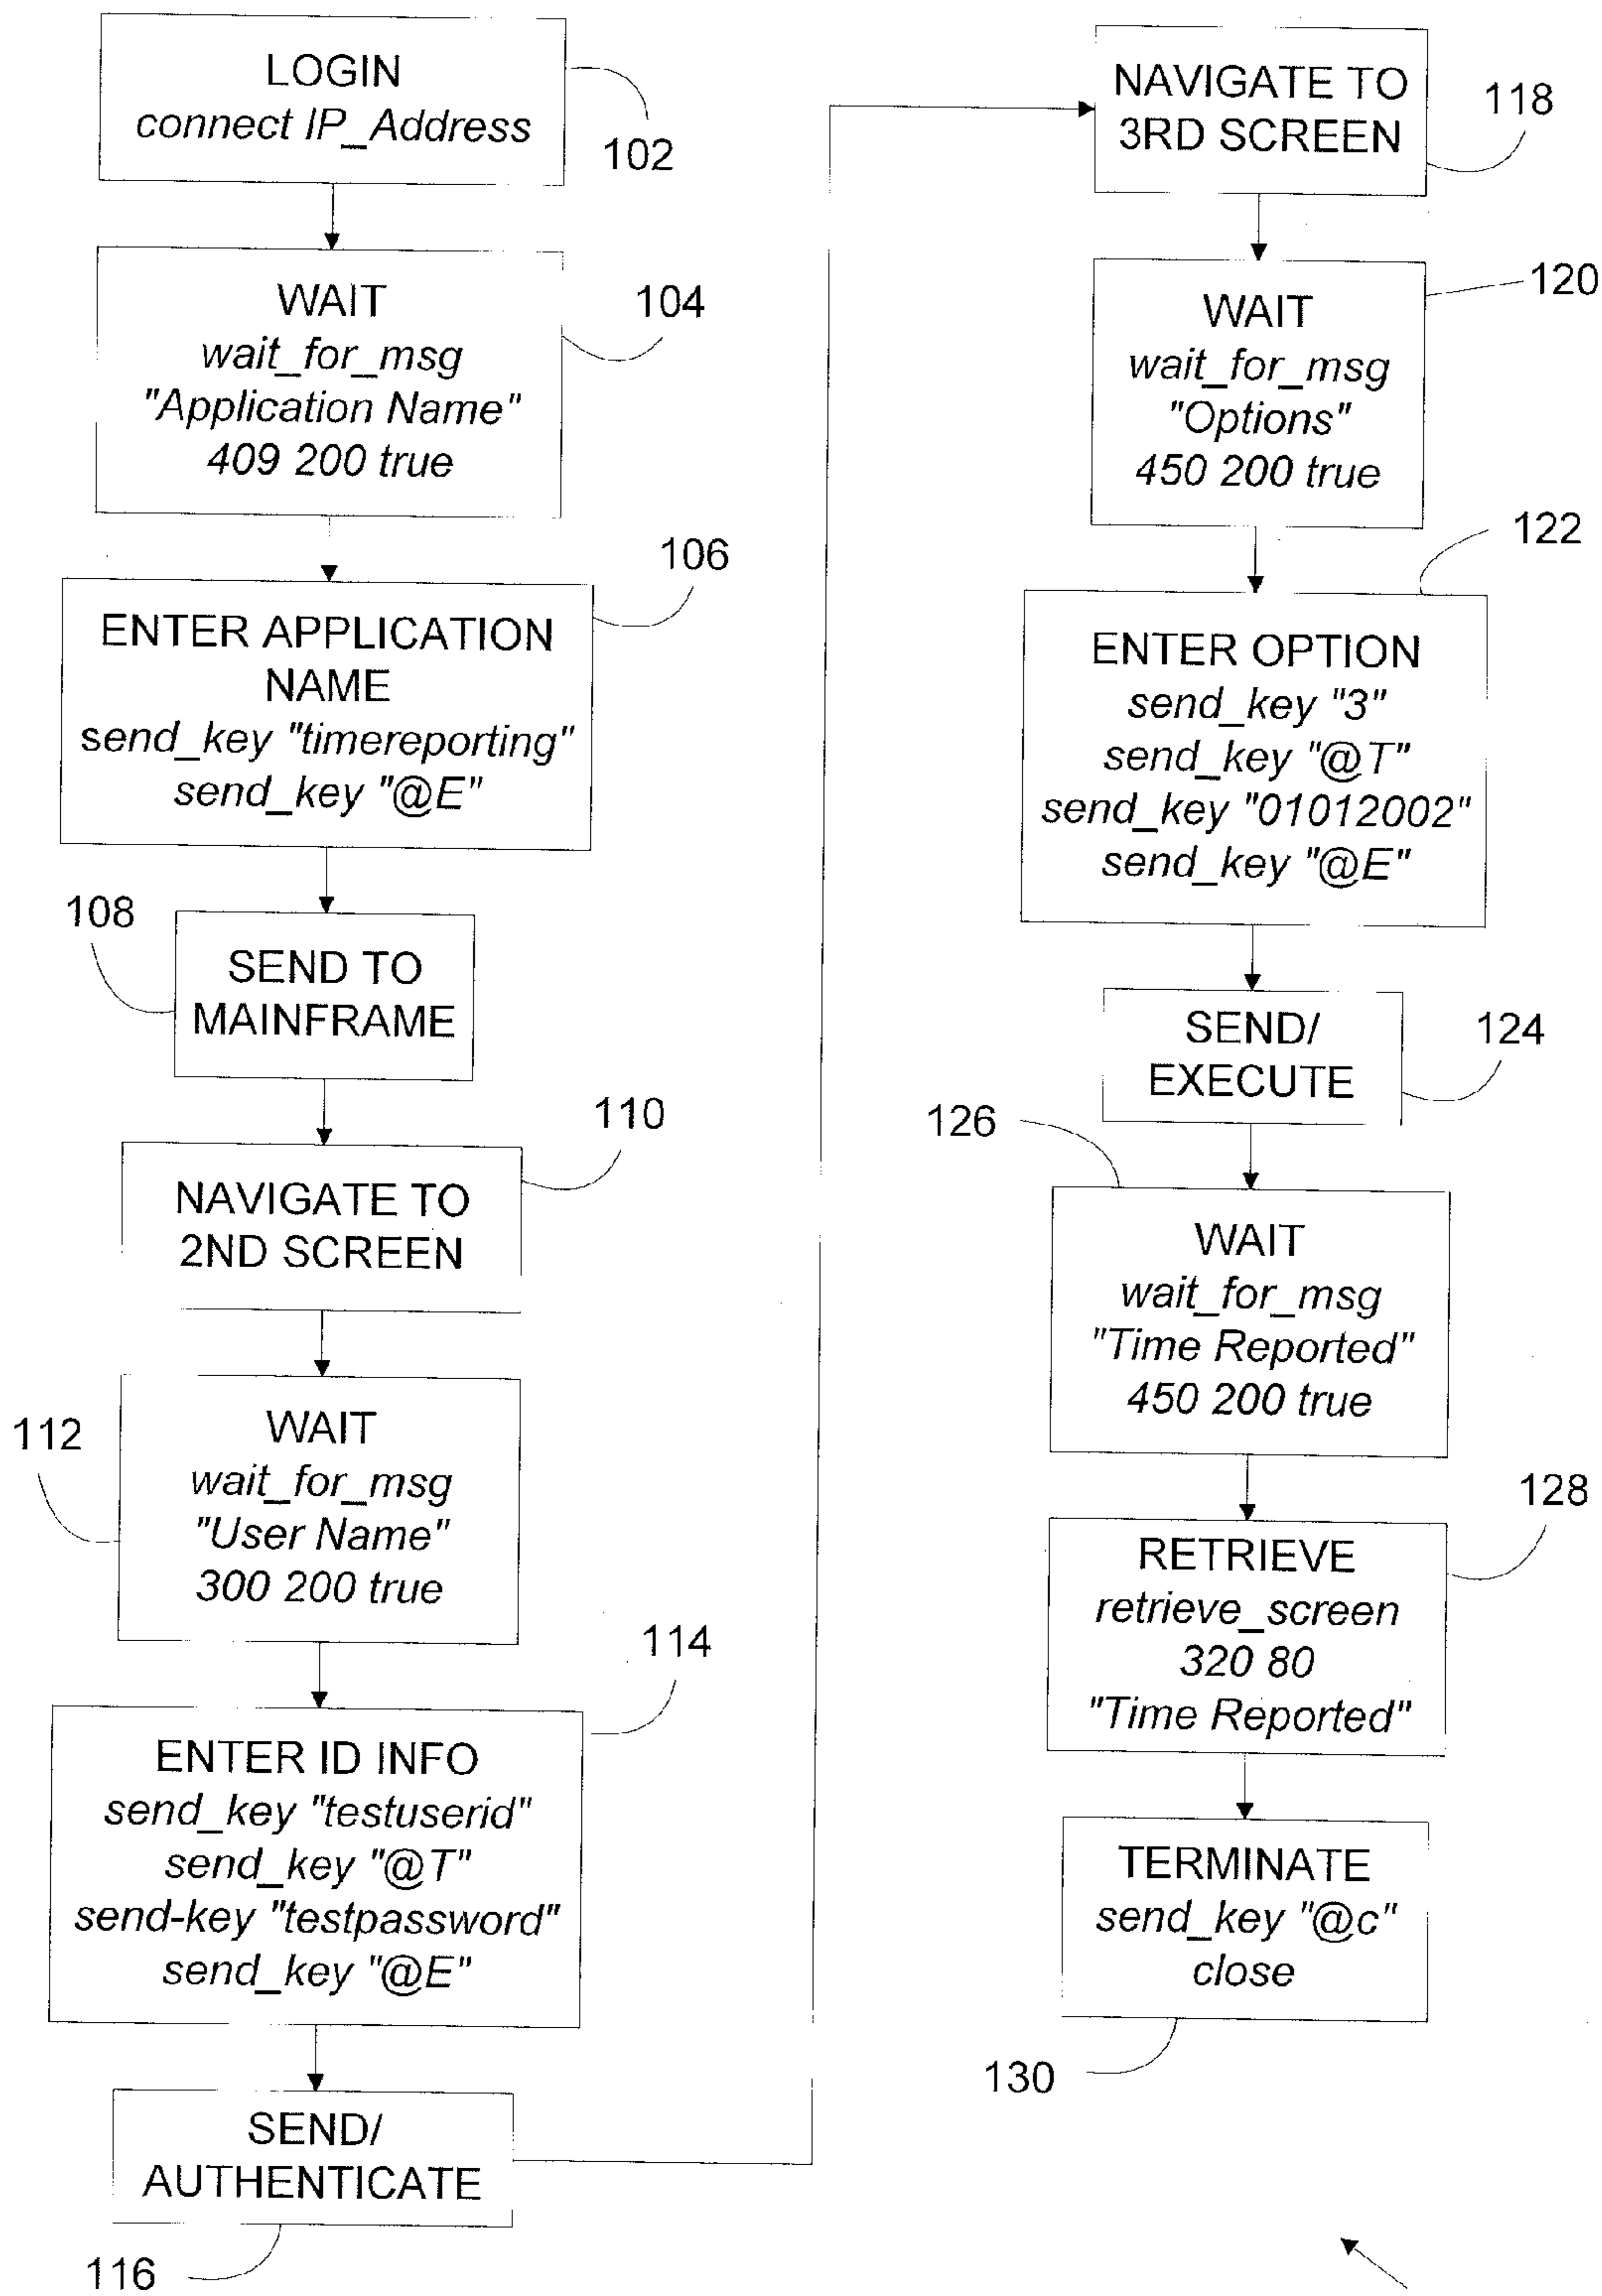 LOGIN
connect IP_Address
102
WAIT
wait_for_msg
"Application Name"
409 200 true
104
ENTER APPLICATION
NAME
send_key "timereporting"
send_key "@E"
106
SEND TO
MAINFRAME
108
NAVIGATE TO
2ND SCREEN
110
WAIT
wait_for_msg
"User Name"
300 200 true
112
ENTER ID INFO
send_key "testuserid"
send_key "@T"
send-key "testpassword"
send_key "@E"
114
SEND/
AUTHENTICATE
116
NAVIGATE TO
3RD SCREEN
118
WAIT
wait_for_msg
"Options"
450 200 true
120
ENTER OPTION
send_key "3"
send_key "@T"
send_key "01012002"
send_key "@E"
122
SEND/
EXECUTE
124
WAIT
wait_for_msg
"Time Reported"
450 200 true
126
RETRIEVE
retrieve_screen
320 80
"Time Reported"
128
TERMINATE
send_key "@c"
close
130